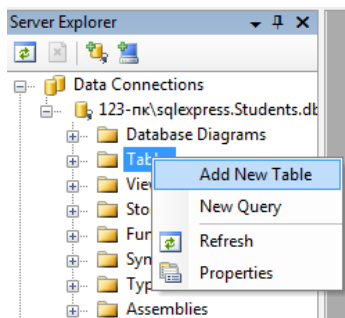 Server Explorer
Data Connections
123-пк\sqlexpress.Students.db
Database Diagrams
Add New Table
New Query
Refresh
Properties
Assemblies